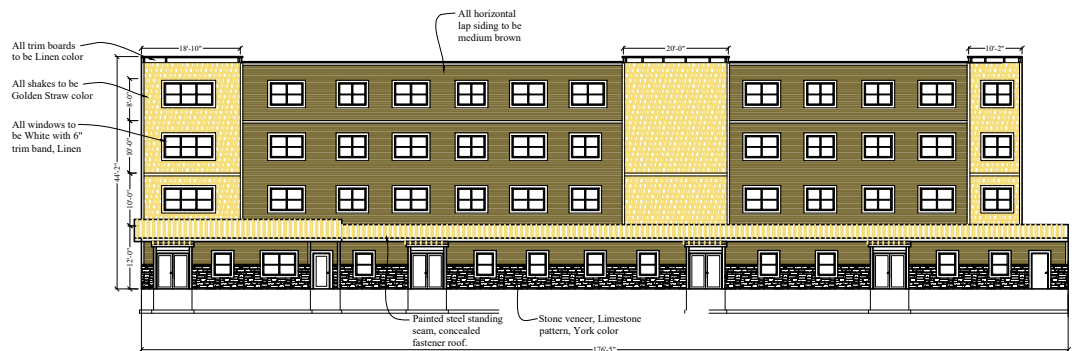 All horizontal
lap siding to be
medium brown
All trim boards
to be Linen color
18'-10"
20'-0"
10'-2"
All shakes to be
Golden Straw color
8'-0"
All windows to
be White with 6"
trim band, Linen
10'-0"
44'-2"
10'-0"
12'-0"
Painted steel standing
seam, concealed
fastener roof.
Stone veneer, Limestone
pattern, York color
176'-5"